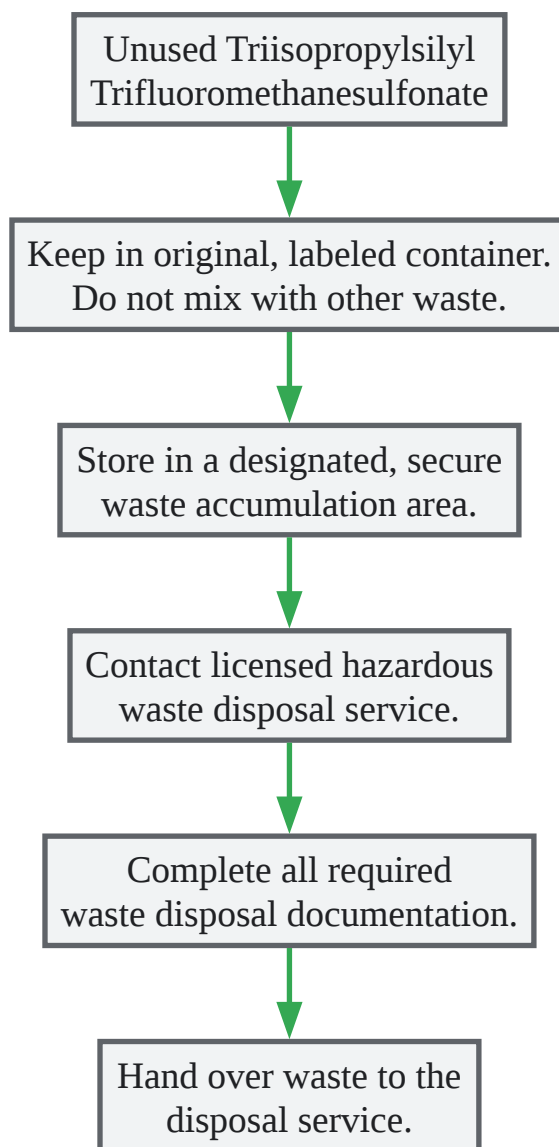 Unused Triisopropylsilyl
Trifluoromethanesulfonate
Keep in original, labeled container.
Do not mix with other waste.
Store in a designated, secure
waste accumulation area.
Contact licensed hazardous
waste disposal service.
Complete all required
waste disposal documentation.
Hand over waste to the
disposal service.